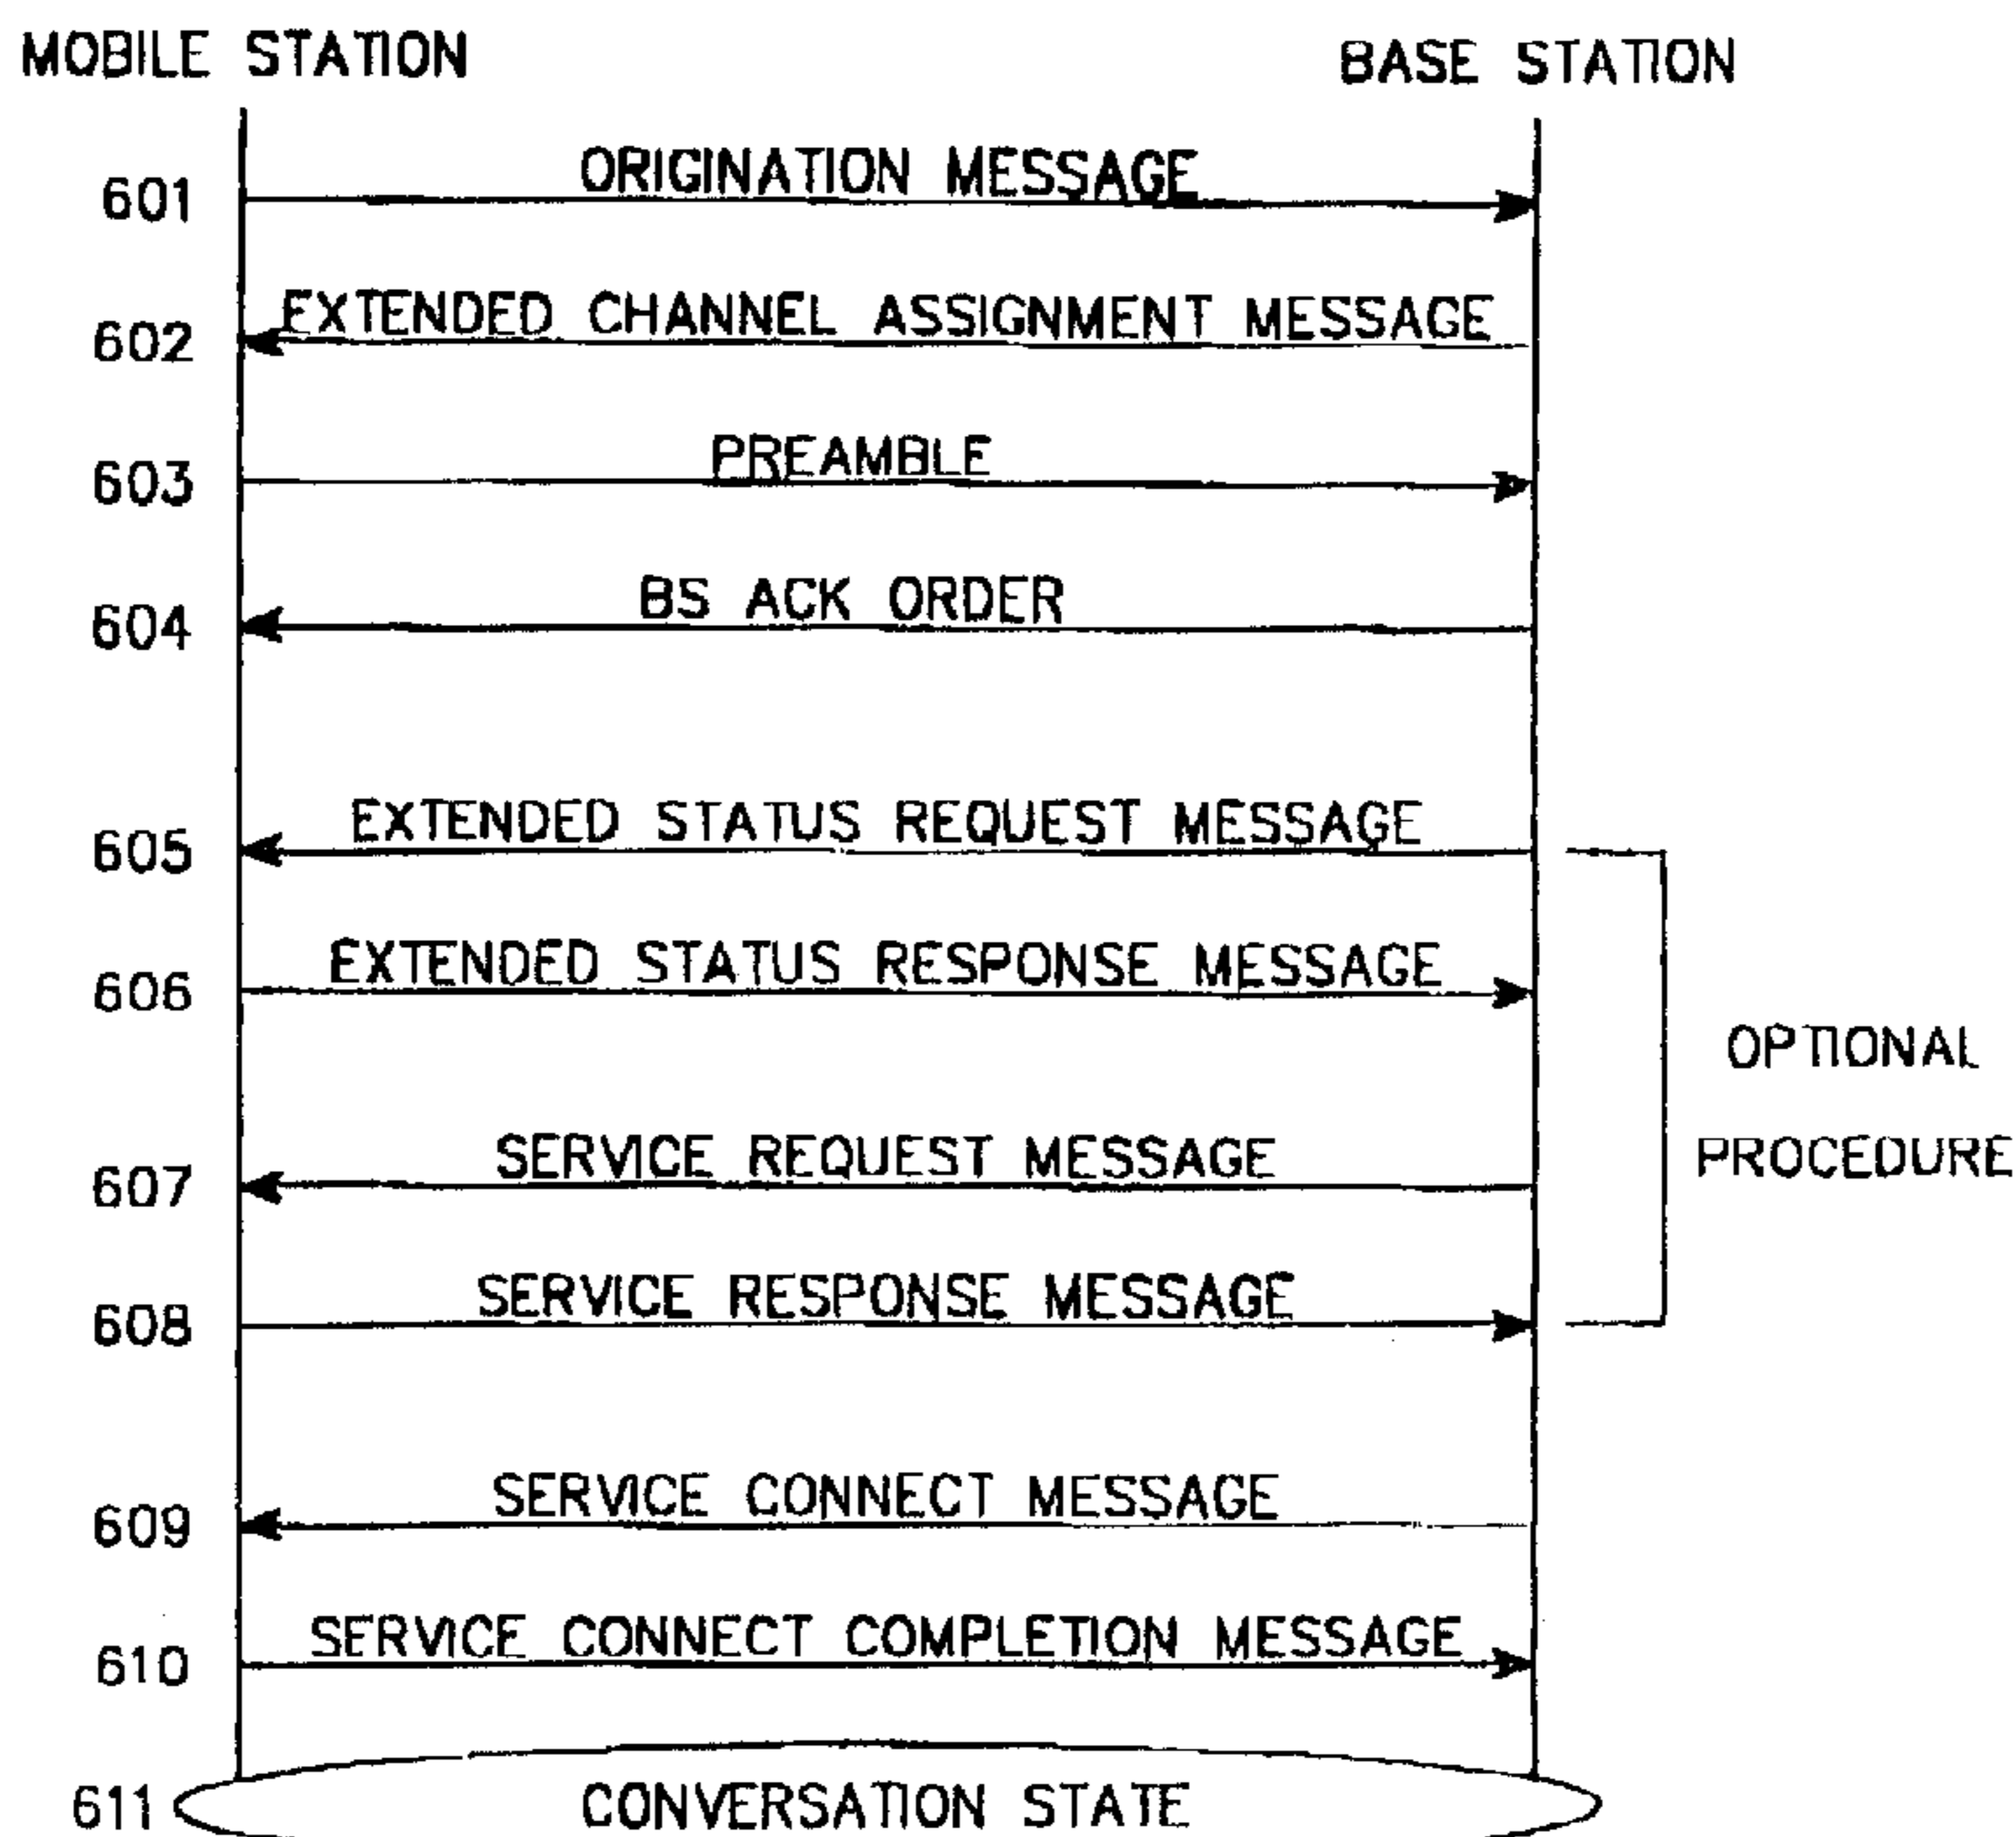 MOBILE STATION
BASE STATION
601
ORIGINATION MESSAGE
602
EXTENDED CHANNEL ASSIGNMENT MESSAGE
603
PREAMBLE
604
BS ACK ORDER
605
EXTENDED STATUS REQUEST MESSAGE
606
EXTENDED STATUS RESPONSE MESSAGE
OPTIONAL
PROCEDURE
607
SERVICE REQUEST MESSAGE
608
SERVICE RESPONSE MESSAGE
609
SERVICE CONNECT MESSAGE
610
SERVICE CONNECT COMPLETION MESSAGE
611
CONVERSATION STATE